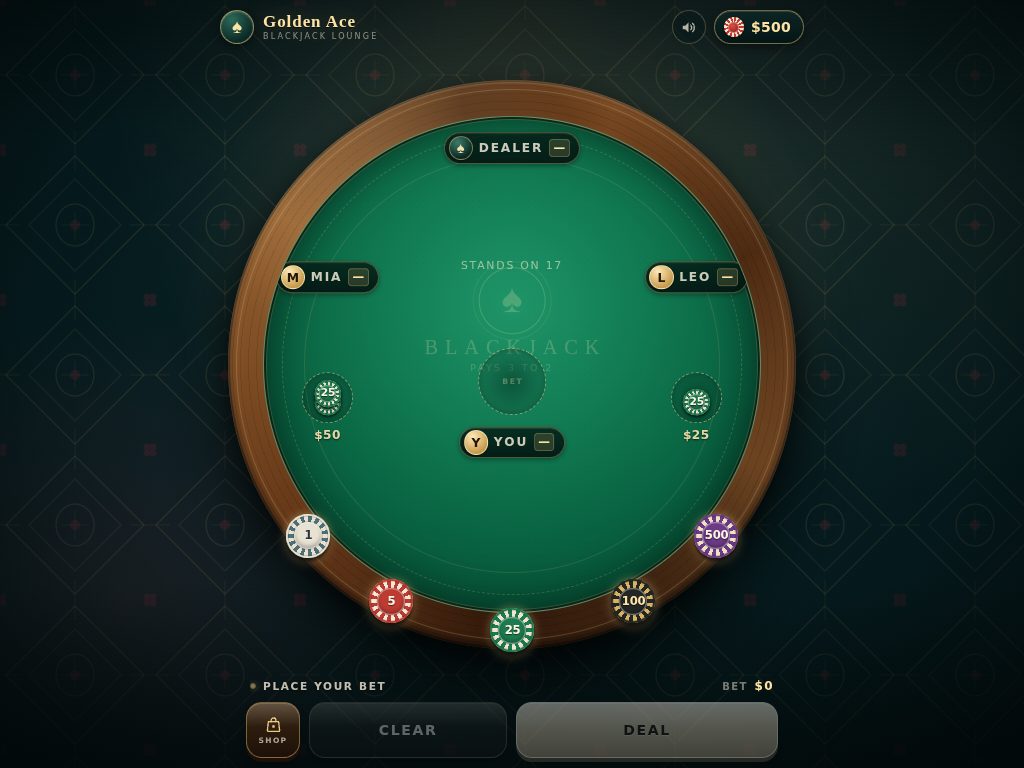 Golden Ace
BLACKJACK LOUNGE
$500
DEALER —
M MIA —
L LEO —
STANDS ON 17
BLACKJACK
PAYS 3 TO 2
BET
25
$50
25
$25
Y YOU —
1
5
25
100
500
PLACE YOUR BET
BET $0
SHOP
CLEAR
DEAL